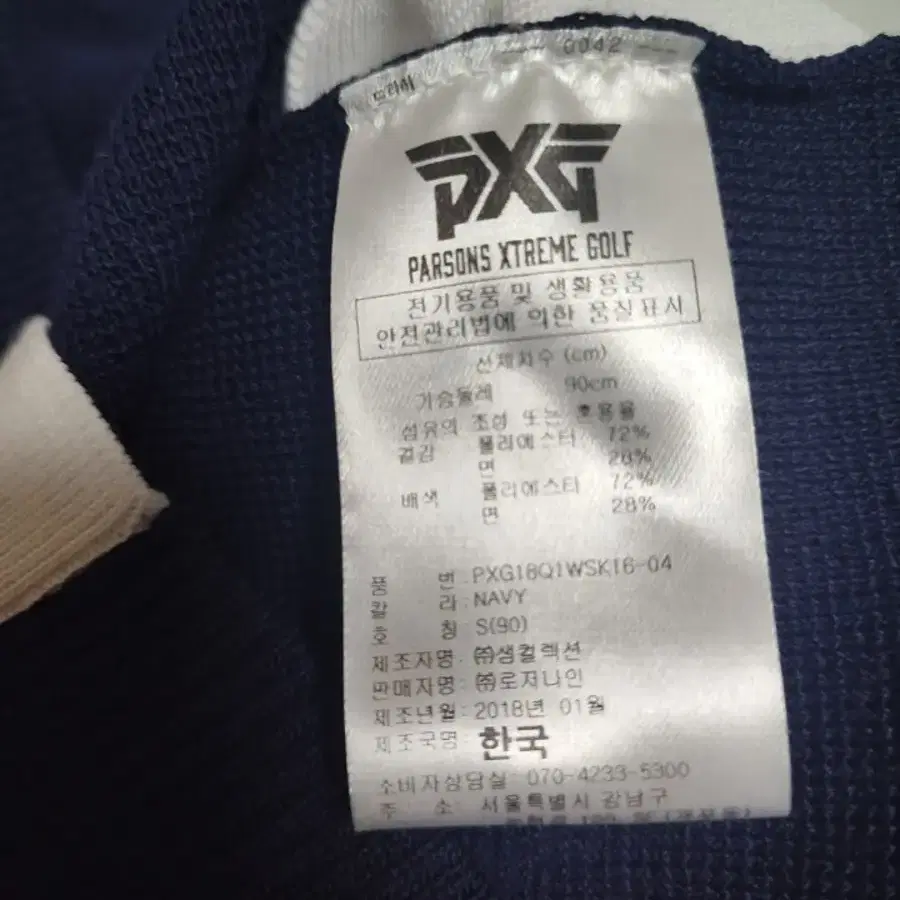 --- 0042 ---
PXG
PARSONS XTREME GOLF
전기용품 및 생활용품
안전관리법에 의한 품질표시
신체치수 (cm)
가슴둘레 90cm
섬유의 조성 또는 혼용율
겉감 폴리에스터 72%
면 28%
배색 폴리에스터 72%
면 28%
품 번 : PXG18Q1WSK16-04
칼 라 : NAVY
호 칭 : S(90)
제조자명 : ㈜생컬렉션
판매자명 : ㈜로저나인
제조년월 : 2018년 01월
제조국명 : 한국
소비자상담실 : 070-4233-5300
주 소 : 서울특별시 강남구